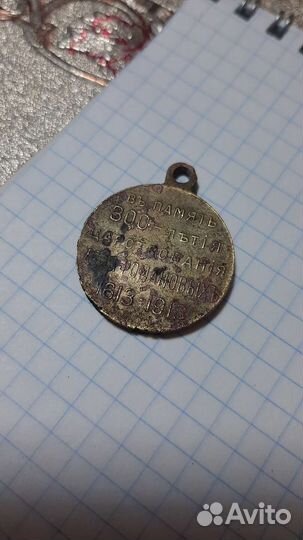 ВЪ ПАМЯТЬ
300-ЛѢТІЯ
ЦАРСТВОВАНІЯ
РОМАНОВЫХЪ
1613-1913
Avito